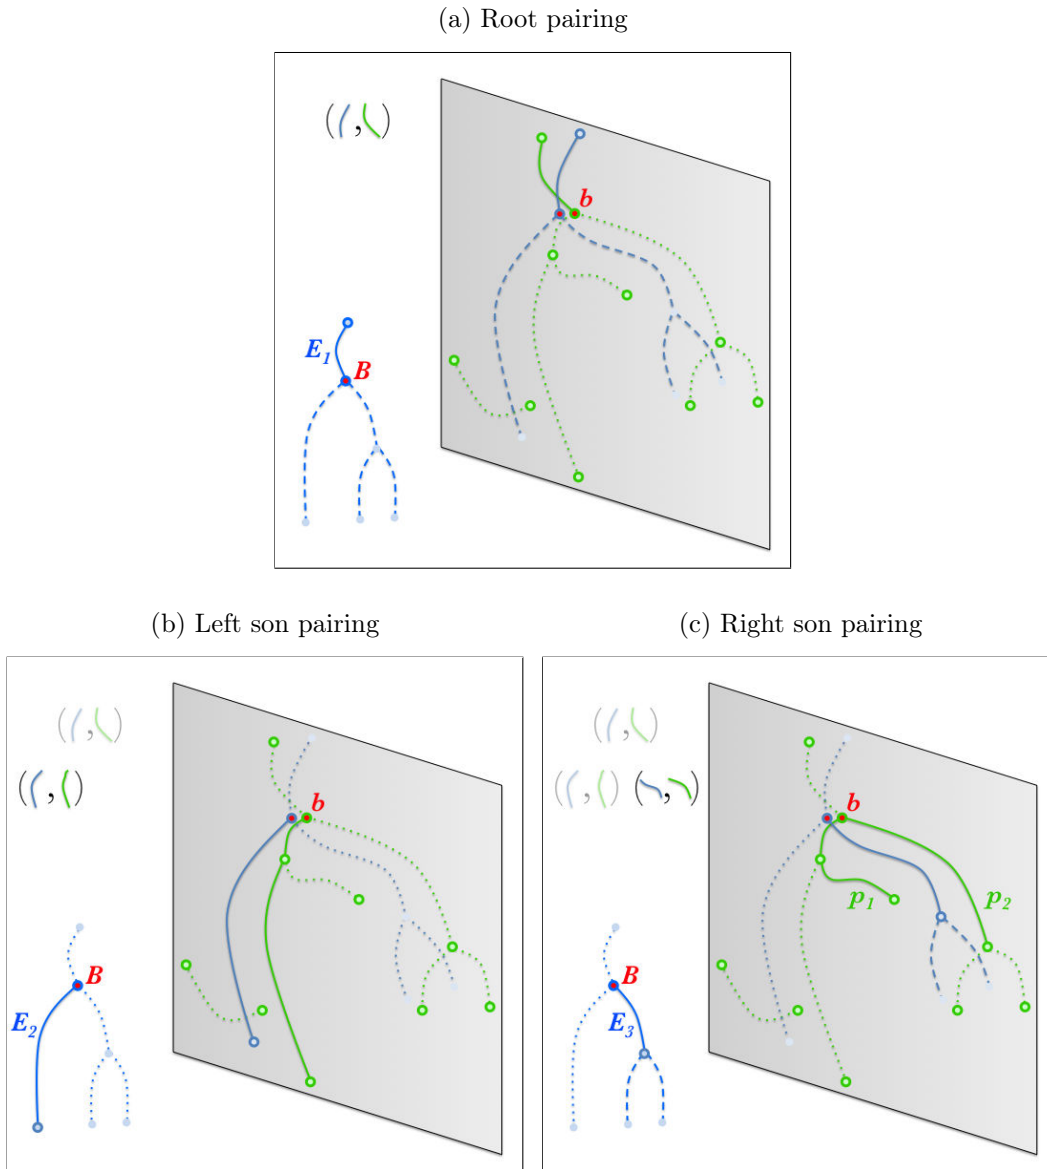 (a) Root pairing
( , )
b
E1
B
(b) Left son pairing
(c) Right son pairing
( , )
( , )
( , )
( , ) ( , )
b
b
p1
p2
B
B
E2
E3